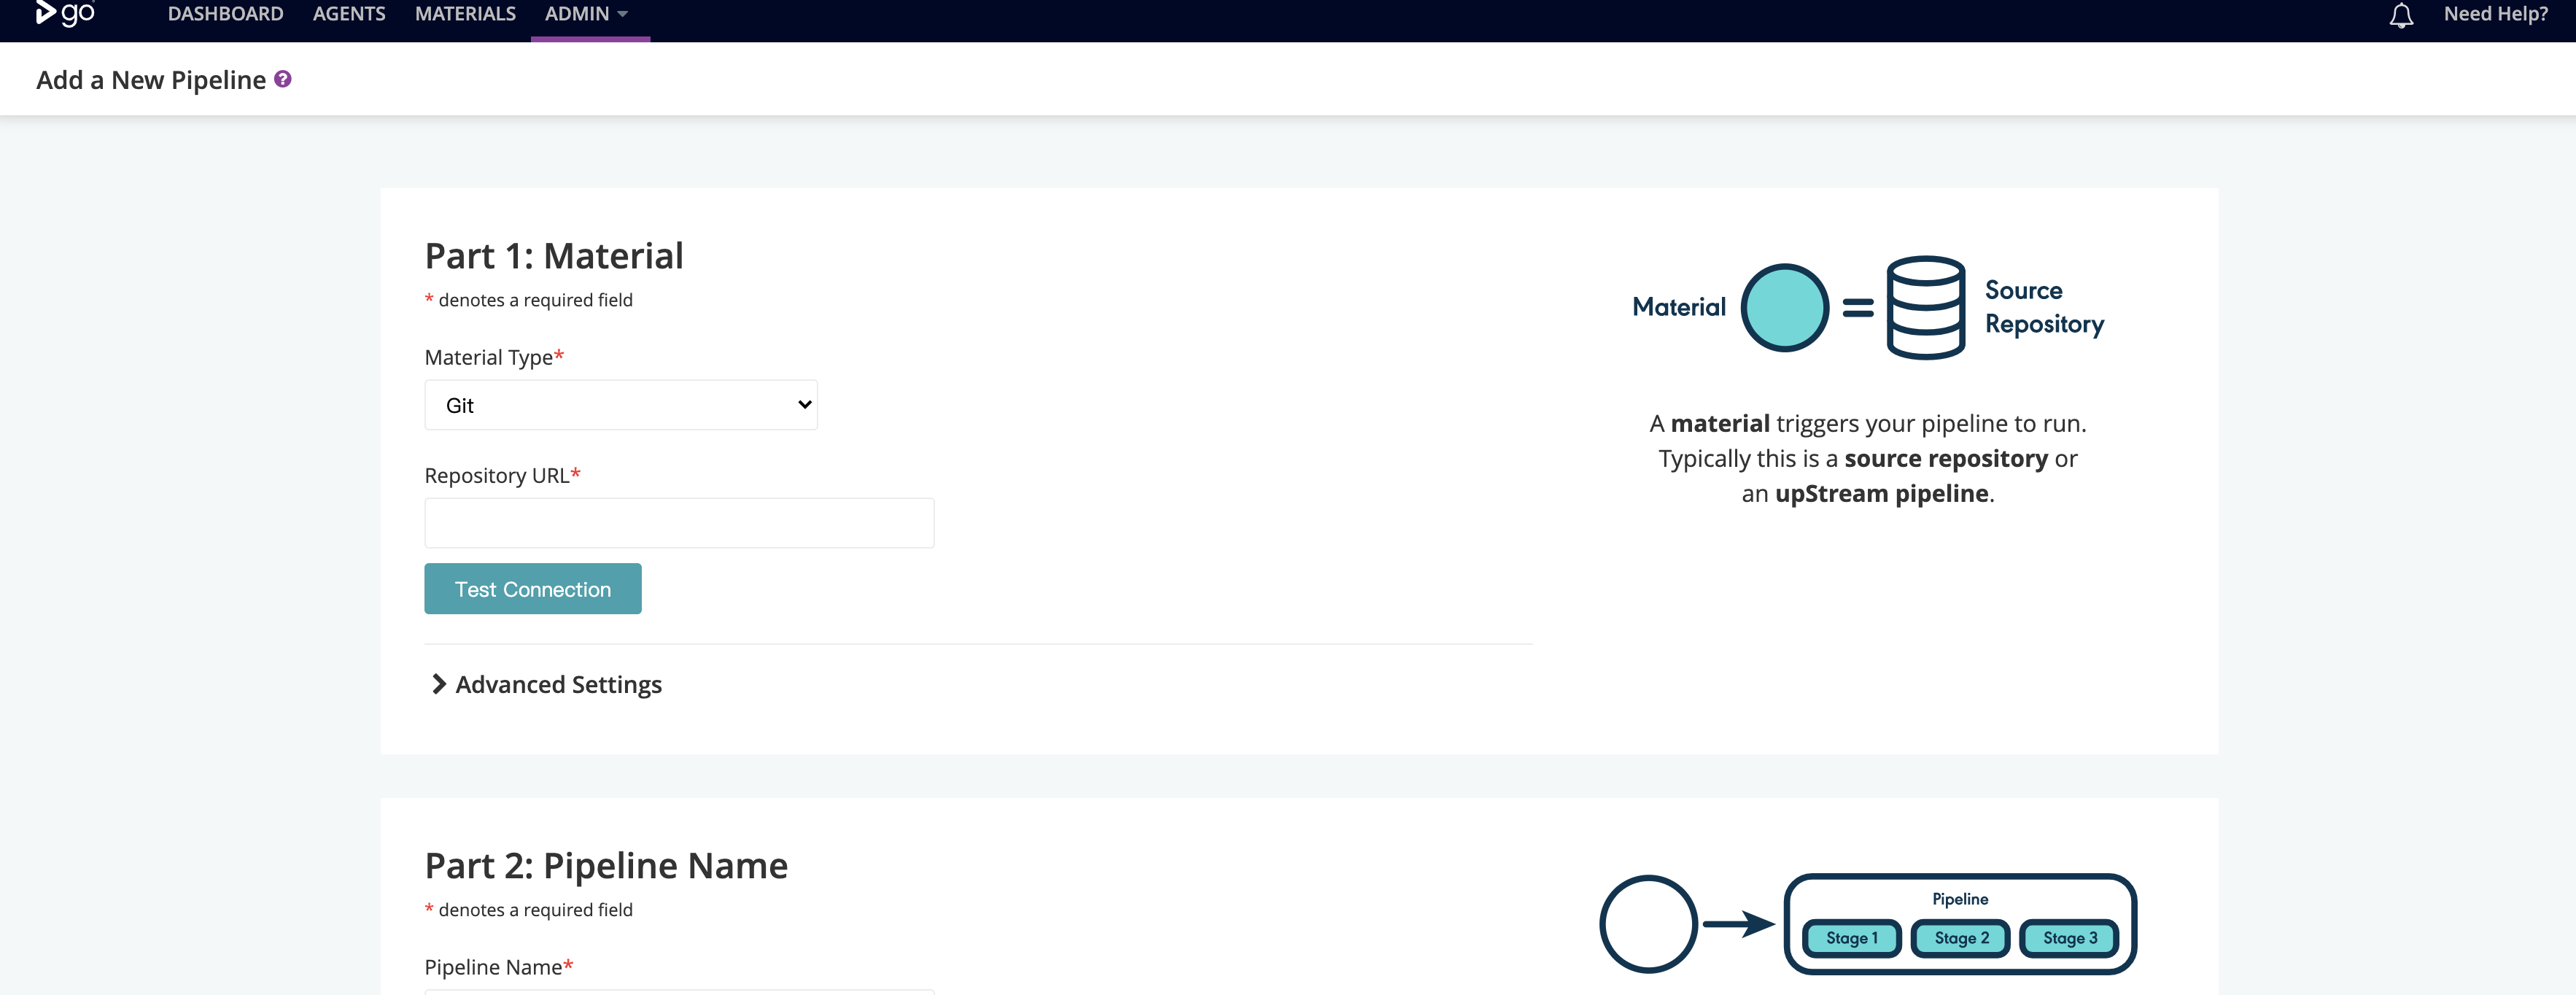 go
DASHBOARD AGENTS MATERIALS ADMIN
Need Help?
Add a New Pipeline ?
Part 1: Material
* denotes a required field
Material Type*
Git
Repository URL*
Test Connection
Advanced Settings
Material = Source
Repository
A material triggers your pipeline to run.
Typically this is a source repository or
an upStream pipeline.
Part 2: Pipeline Name
* denotes a required field
Pipeline Name*
Pipeline
Stage 1 Stage 2 Stage 3